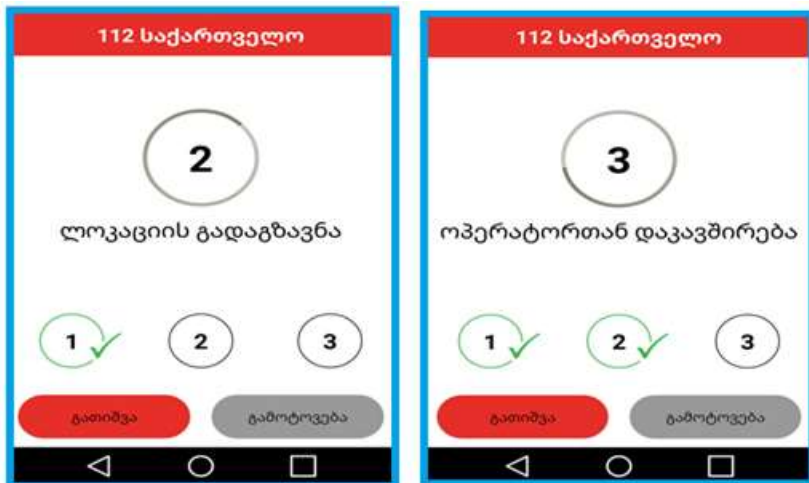 112 საქართველო
2
ლოკაციის გადაგზავნა
1 2 3
გათიშვა გამოტოვება
112 საქართველო
3
ოპერატორთან დაკავშირება
1 2 3
გათიშვა გამოტოვება